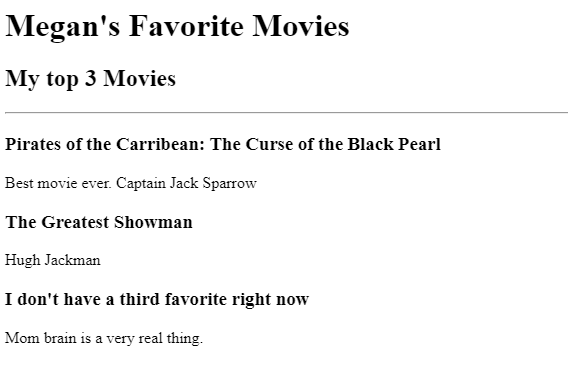 Megan's Favorite Movies
My top 3 Movies
Pirates of the Carribean: The Curse of the Black Pearl
Best movie ever. Captain Jack Sparrow
The Greatest Showman
Hugh Jackman
I don't have a third favorite right now
Mom brain is a very real thing.